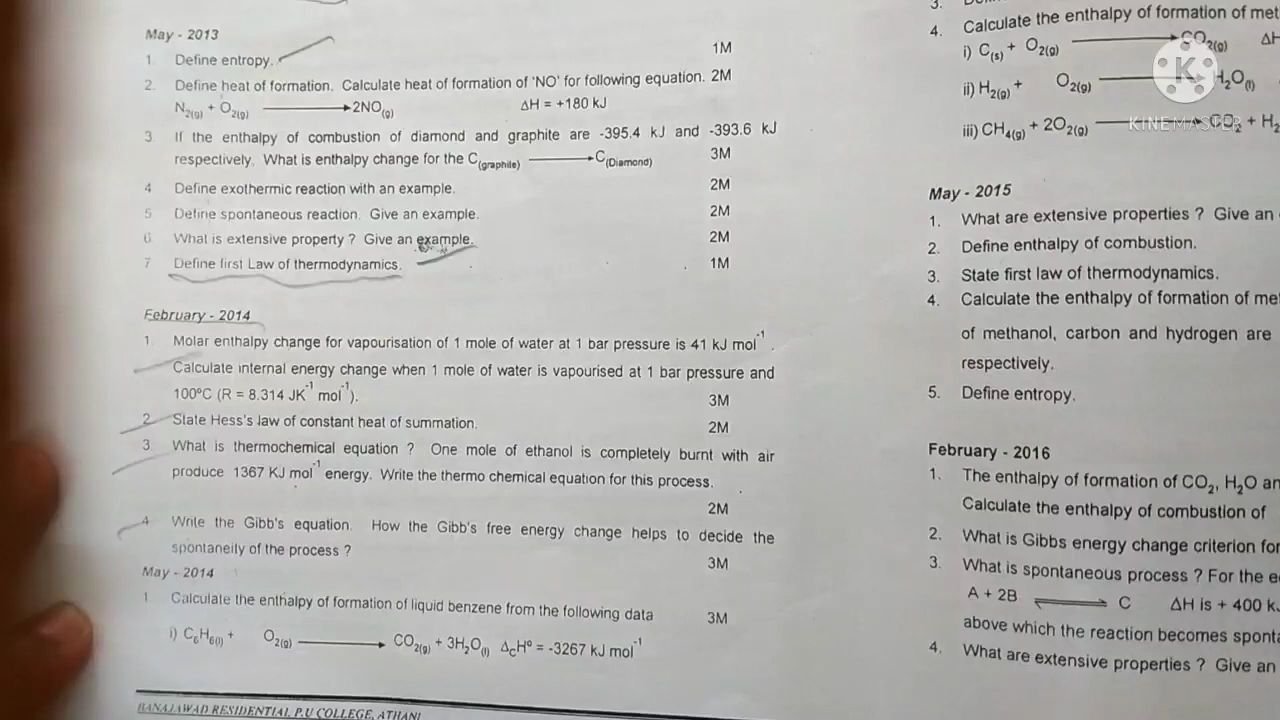 May - 2013
1 Define entropy. 1M
2. Define heat of formation. Calculate heat of formation of 'NO' for following equation. 2M
N2(g) + O2(g) ⟶ 2NO(g) ΔH = +180 kJ
3. If the enthalpy of combustion of diamond and graphite are -395.4 kJ and -393.6 kJ
respectively. What is enthalpy change for the C(graphite) ⟶ C(Diamond) 3M
4 Define exothermic reaction with an example. 2M
5 Define spontaneous reaction. Give an example. 2M
6 What is extensive property ? Give an example. 2M
7 Define first Law of thermodynamics. 1M
February - 2014
1. Molar enthalpy change for vapourisation of 1 mole of water at 1 bar pressure is 41 kJ mol⁻¹.
Calculate internal energy change when 1 mole of water is vapourised at 1 bar pressure and
100ºC (R = 8.314 JK⁻¹ mol⁻¹). 3M
2. State Hess's law of constant heat of summation. 2M
3. What is thermochemical equation ? One mole of ethanol is completely burnt with air
produce 1367 KJ mol⁻¹ energy. Write the thermo chemical equation for this process.
2M
4 Write the Gibb's equation. How the Gibb's free energy change helps to decide the
spontaneity of the process ? 3M
May - 2014
1 Calculate the enthalpy of formation of liquid benzene from the following data 3M
i) C6H6(l) + O2(g) ⟶ CO2(g) + 3H2O(l) ΔCHº = -3267 kJ mol⁻¹
BANAJAWAD RESIDENTIAL P.U COLLEGE, ATHANI
3.
4. Calculate the enthalpy of formation of met
i) C(s) + O2(g) ⟶ CO2(g) ΔH
ii) H2(g) + O2(g) ⟶ H2O(l)
iii) CH4(g) + 2O2(g) ⟶ CO2 + H2
K
KINEMASTER
May - 2015
1. What are extensive properties ? Give an
2. Define enthalpy of combustion.
3. State first law of thermodynamics.
4. Calculate the enthalpy of formation of me
of methanol, carbon and hydrogen are
respectively.
5. Define entropy.
February - 2016
1. The enthalpy of formation of CO2, H2O an
Calculate the enthalpy of combustion of
2. What is Gibbs energy change criterion for
3. What is spontaneous process ? For the e
A + 2B ⇌ C ΔH is + 400 k
above which the reaction becomes sponta
4. What are extensive properties ? Give an